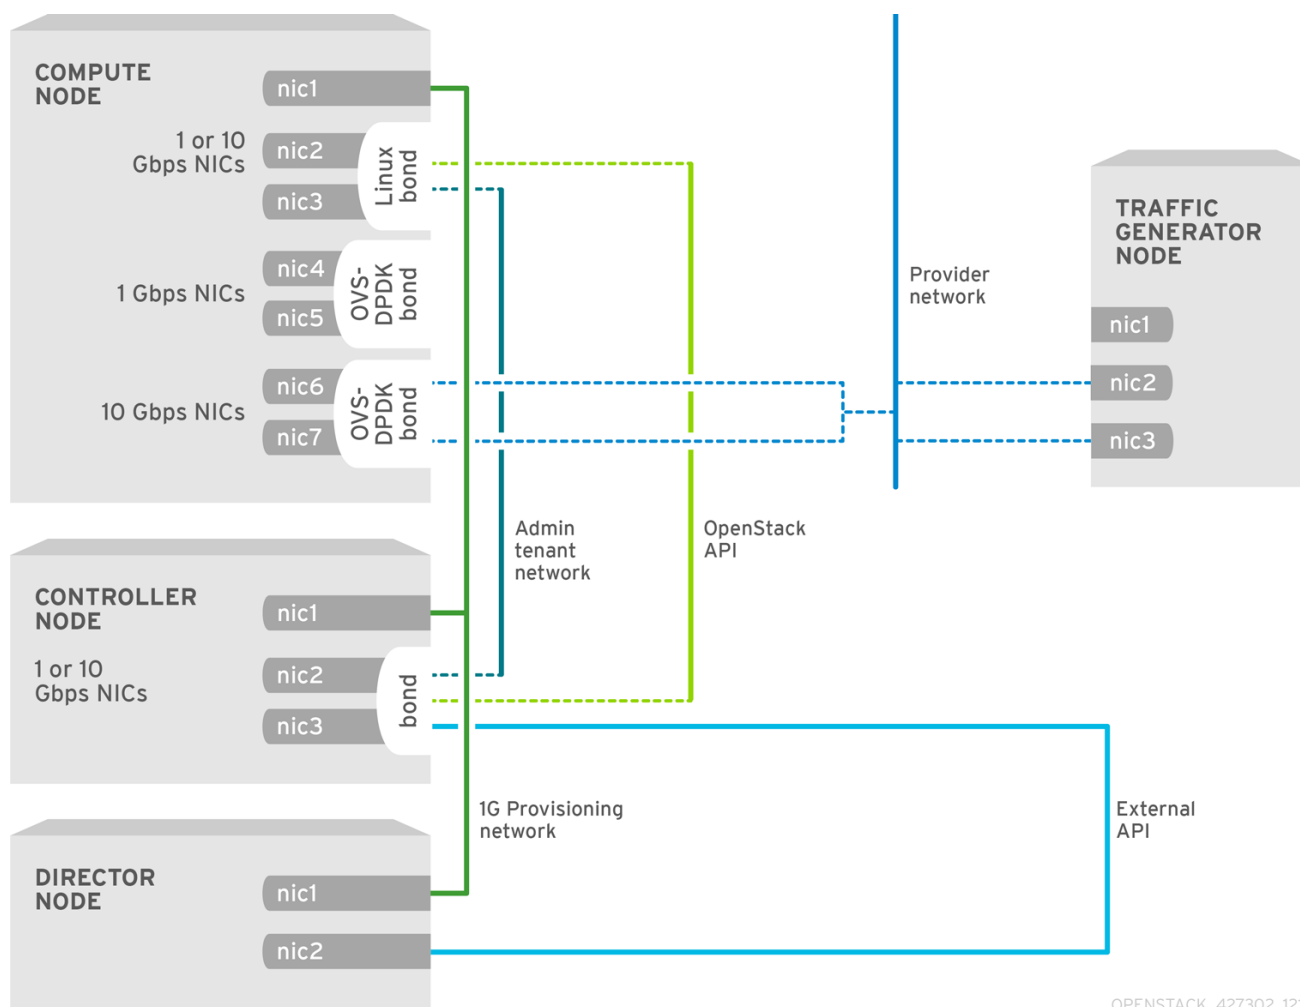 COMPUTE
NODE
nic1
1 or 10
Gbps NICs
nic2
nic3
Linux
bond
1 Gbps NICs
nic4
nic5
OVS-
DPDK
bond
10 Gbps NICs
nic6
nic7
OVS-
DPDK
bond
Provider
network
TRAFFIC
GENERATOR
NODE
nic1
nic2
nic3
Admin
tenant
network
OpenStack
API
CONTROLLER
NODE
nic1
1 or 10
Gbps NICs
nic2
nic3
bond
1G Provisioning
network
External
API
DIRECTOR
NODE
nic1
nic2
OPENSTACK_427302_12